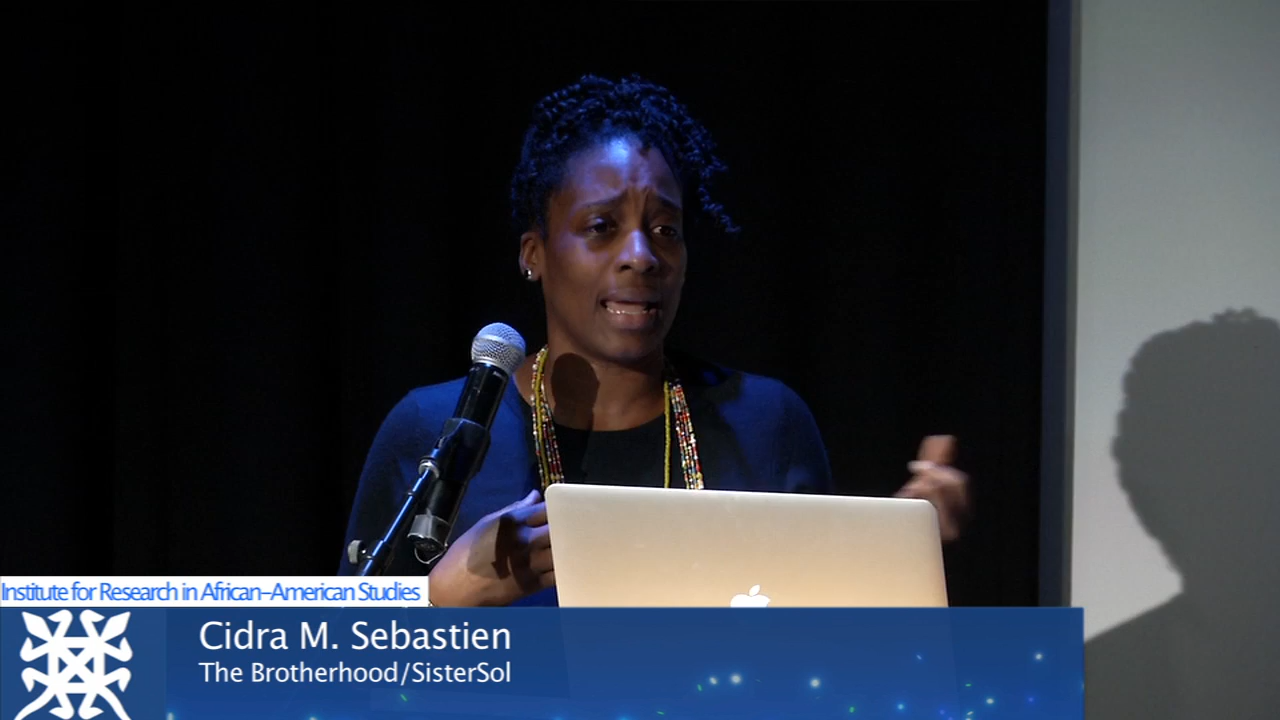 Institute for Research in African–American Studies
Cidra M. Sebastien
The Brotherhood/SisterSol